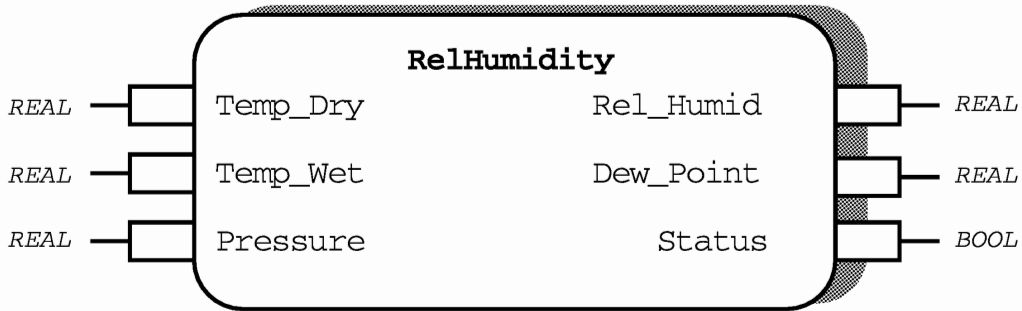 RelHumidity
REAL Temp_Dry Rel_Humid REAL
REAL Temp_Wet Dew_Point REAL
REAL Pressure Status BOOL